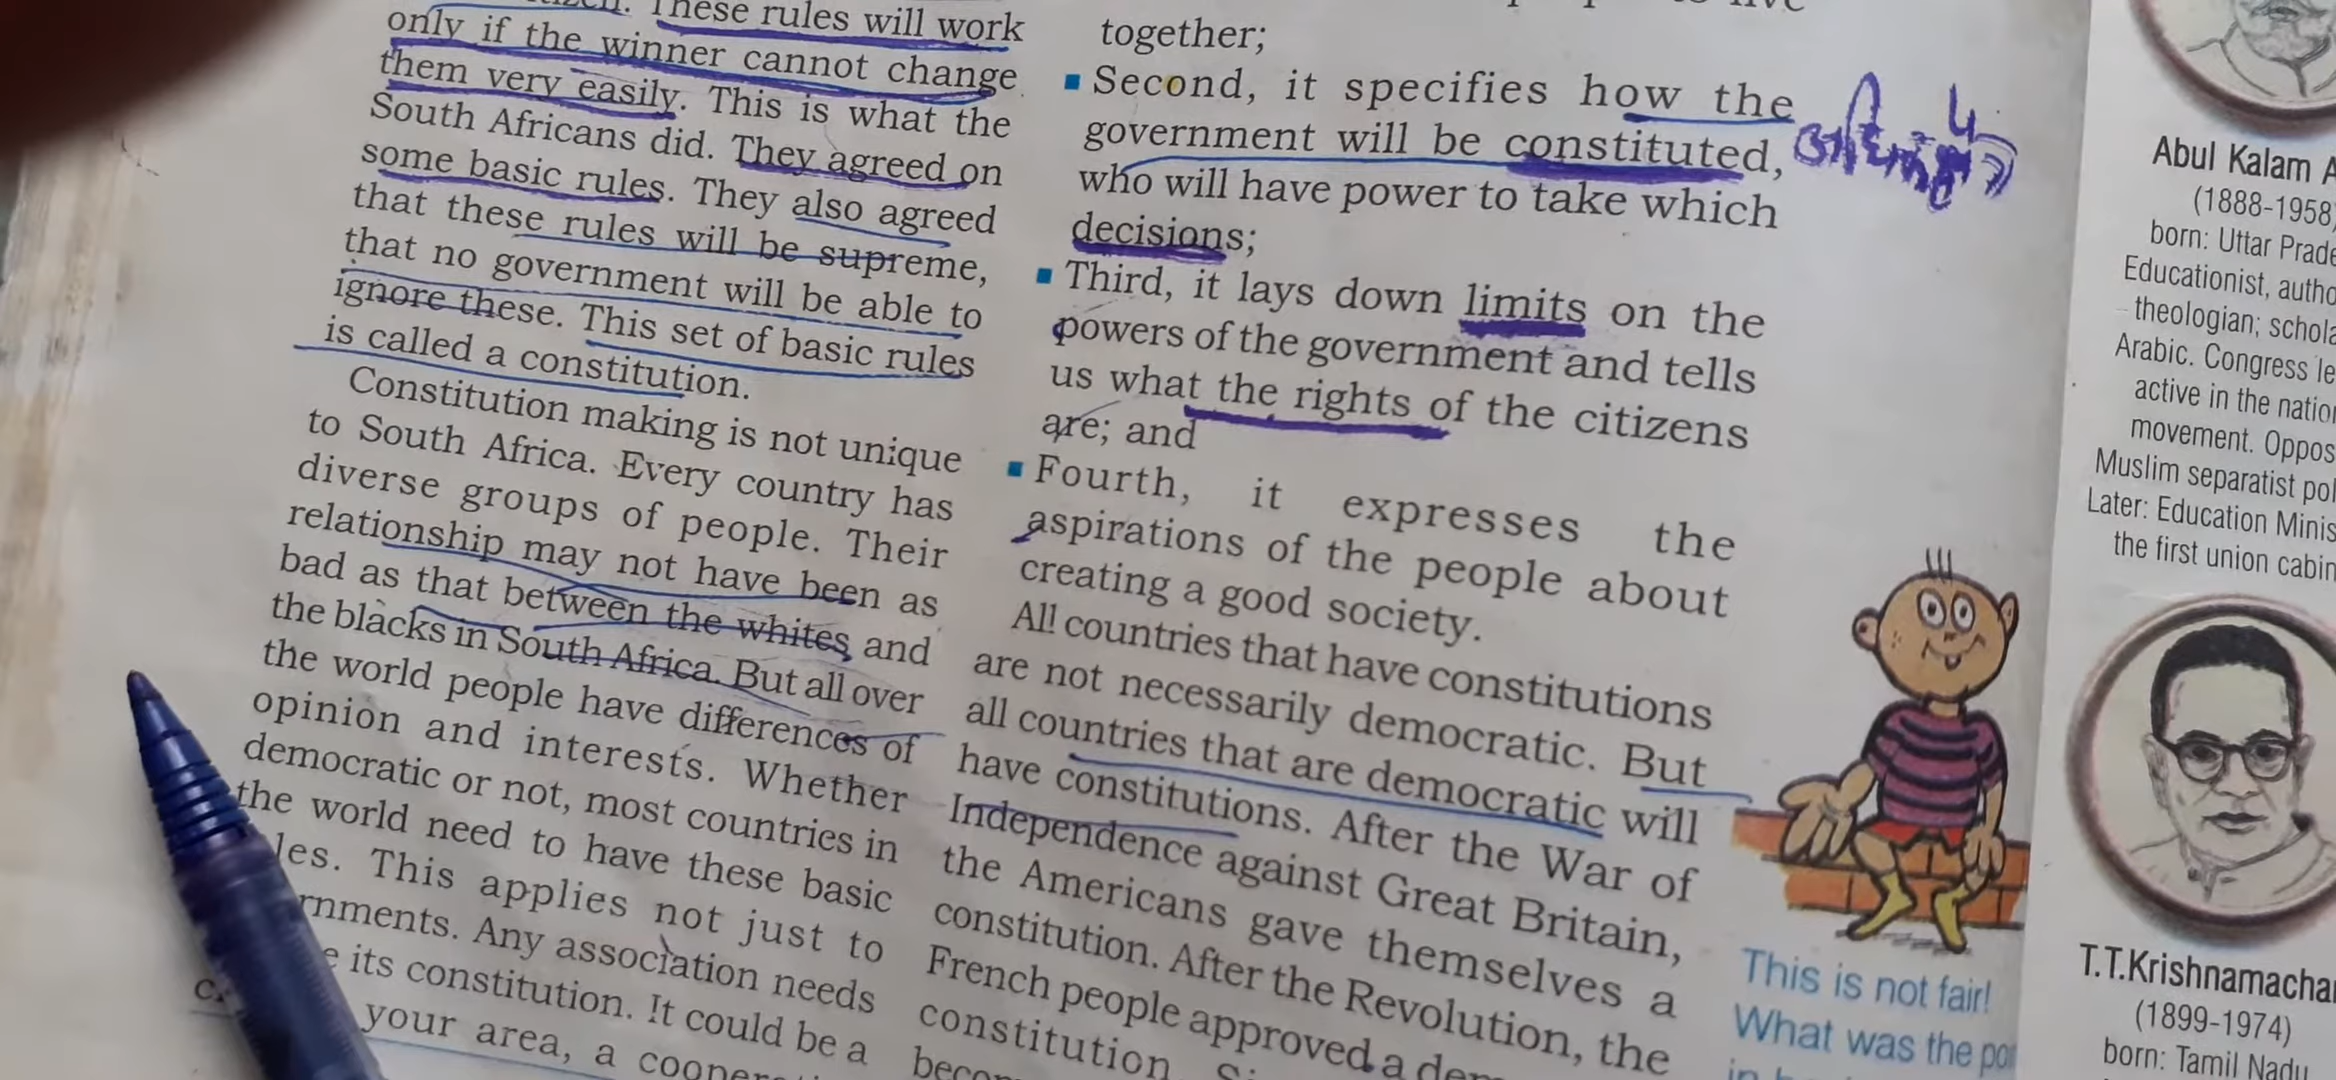 These rules will work
only if the winner cannot change
them very easily. This is what the
South Africans did. They agreed on
some basic rules. They also agreed
that these rules will be supreme,
that no government will be able to
ignore these. This set of basic rules
is called a constitution.
Constitution making is not unique
to South Africa. Every country has
diverse groups of people. Their
relationship may not have been as
bad as that between the whites and
the blacks in South Africa. But all over
the world people have differences of
opinion and interests. Whether
democratic or not, most countries in
the world need to have these basic
This applies not just to
Any association needs
its constitution. It could be a
your area, a
together;
▪ Second, it specifies how the
government will be constituted,
who will have power to take which
decisions;
▪ Third, it lays down limits on the
powers of the government and tells
us what the rights of the citizens
are; and
▪ Fourth, it expresses the
aspirations of the people about
creating a good society.
All countries that have constitutions
are not necessarily democratic. But
all countries that are democratic will
have constitutions. After the War of
Independence against Great Britain,
the Americans gave themselves a
constitution. After the Revolution, the
French people approved a
constitution.
This is not fair!
What was the
Abul Kalam
(1888-1958)
born: Uttar
Educationist,
theologian;
Arabic. Congress
active in the
movement.
Muslim separatist
Later: Education
the first union
T.T.Krishnamacha
(1899-1974)
born: Tamil Nadu